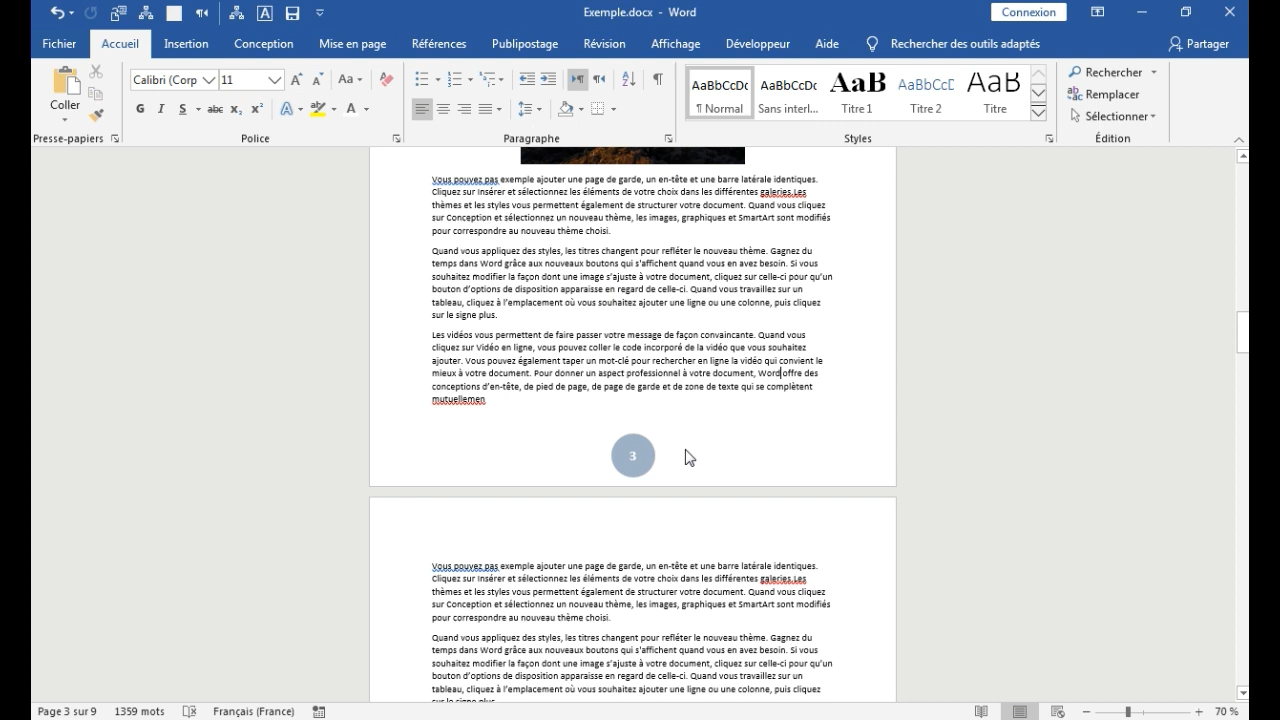 Exemple.docx - Word
Connexion
Fichier Accueil Insertion Conception Mise en page Références Publipostage Révision Affichage Développeur Aide Rechercher des outils adaptés Partager
Coller
Calibri (Corp 11
Aa
G I S abc x₂ x²
AaBbCcDc AaBbCcDc AaB AaBbCcD AaB
¶ Normal Sans interl... Titre 1 Titre 2 Titre
Rechercher
Remplacer
Sélectionner
Presse-papiers Police Paragraphe Styles Édition
Vous pouvez pas exemple ajouter une page de garde, un en-tête et une barre latérale identiques.
Cliquez sur Insérer et sélectionnez les éléments de votre choix dans les différentes galeries.Les
thèmes et les styles vous permettent également de structurer votre document. Quand vous cliquez
sur Conception et sélectionnez un nouveau thème, les images, graphiques et SmartArt sont modifiés
pour correspondre au nouveau thème choisi.
Quand vous appliquez des styles, les titres changent pour refléter le nouveau thème. Gagnez du
temps dans Word grâce aux nouveaux boutons qui s'affichent quand vous en avez besoin. Si vous
souhaitez modifier la façon dont une image s'ajuste à votre document, cliquez sur celle-ci pour qu'un
bouton d'options de disposition apparaisse en regard de celle-ci. Quand vous travaillez sur un
tableau, cliquez à l'emplacement où vous souhaitez ajouter une ligne ou une colonne, puis cliquez
sur le signe plus.
Les vidéos vous permettent de faire passer votre message de façon convaincante. Quand vous
cliquez sur Vidéo en ligne, vous pouvez coller le code incorporé de la vidéo que vous souhaitez
ajouter. Vous pouvez également taper un mot-clé pour rechercher en ligne la vidéo qui convient le
mieux à votre document. Pour donner un aspect professionnel à votre document, Word offre des
conceptions d'en-tête, de pied de page, de page de garde et de zone de texte qui se complètent
mutuellemen
3
Vous pouvez pas exemple ajouter une page de garde, un en-tête et une barre latérale identiques.
Cliquez sur Insérer et sélectionnez les éléments de votre choix dans les différentes galeries.Les
thèmes et les styles vous permettent également de structurer votre document. Quand vous cliquez
sur Conception et sélectionnez un nouveau thème, les images, graphiques et SmartArt sont modifiés
pour correspondre au nouveau thème choisi.
Quand vous appliquez des styles, les titres changent pour refléter le nouveau thème. Gagnez du
temps dans Word grâce aux nouveaux boutons qui s'affichent quand vous en avez besoin. Si vous
souhaitez modifier la façon dont une image s'ajuste à votre document, cliquez sur celle-ci pour qu'un
bouton d'options de disposition apparaisse en regard de celle-ci. Quand vous travaillez sur un
tableau, cliquez à l'emplacement où vous souhaitez ajouter une ligne ou une colonne, puis cliquez
sur le signe plus.
Page 3 sur 9 1359 mots Français (France) 70 %